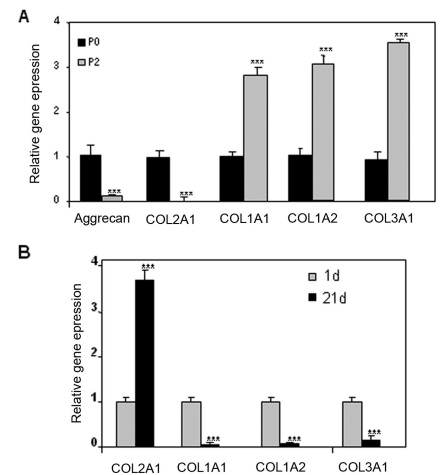 A
Relative gene epression
4
3
2
1
0
P0
P2
***
***
***
***
***
Aggrecan COL2A1 COL1A1 COL1A2 COL3A1
B
Relative gene epression
4
3
2
1
0
1d
21d
***
***
***
***
COL2A1 COL1A1 COL1A2 COL3A1